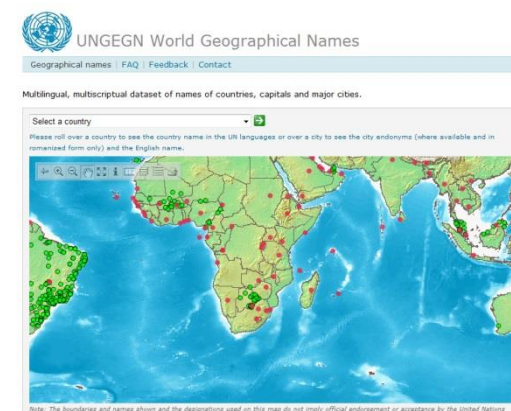 UNGEGN World Geographical Names
Geographical names | FAQ | Feedback | Contact
Multilingual, multiscriptual dataset of names of countries, capitals and major cities.
Select a country
Please roll over a country to see the country name in the UN languages or over a city to see the city endonyms (where available and in
romanized form only) and the English name.
Note: The boundaries and names shown and the designations used on this map do not imply official endorsement or acceptance by the United Nations